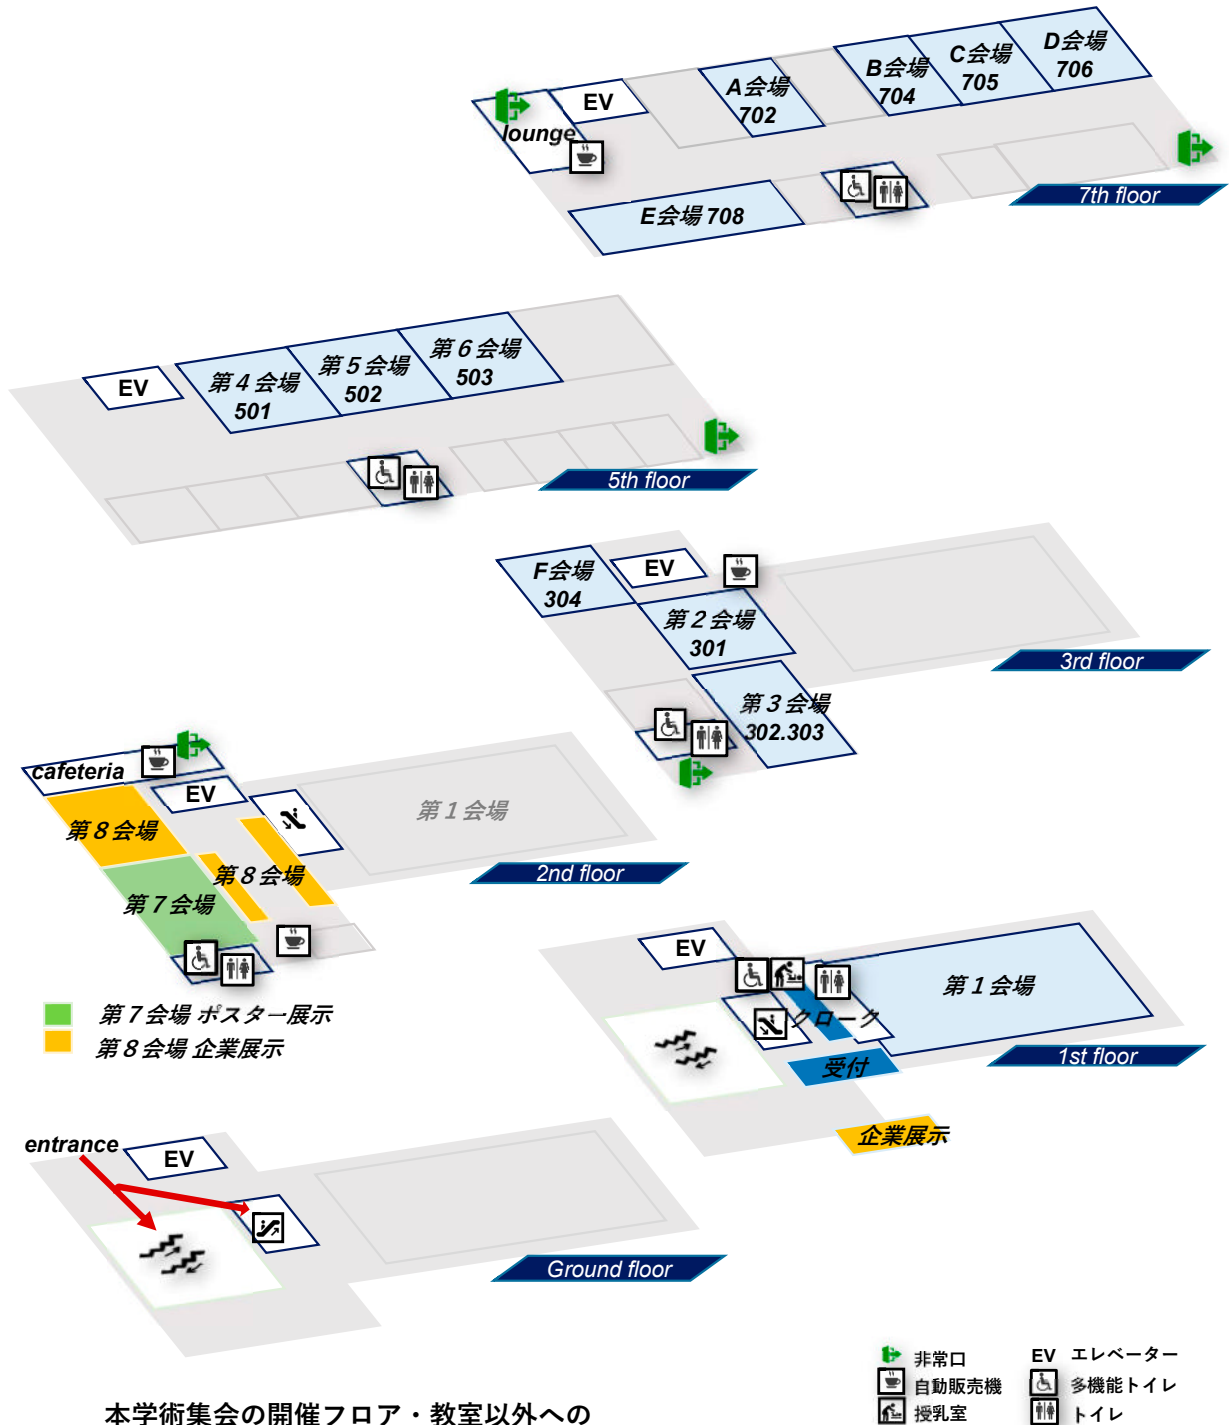 D会場
706
C会場
705
B会場
704
A会場
702
EV
lounge
E会場 708
7th floor
第6会場
503
第5会場
502
第4会場
501
EV
5th floor
F会場
304
EV
第2会場
301
3rd floor
第3会場
302.303
cafeteria
EV
第8会場
第1会場
第8会場
第7会場
2nd floor
第7会場 ポスター展示
第8会場 企業展示
EV
第1会場
クローク
受付
1st floor
企業展示
entrance
EV
Ground floor
非常口
EV エレベーター
自動販売機
多機能トイレ
授乳室
トイレ
本学術集会の開催フロア・教室以外への